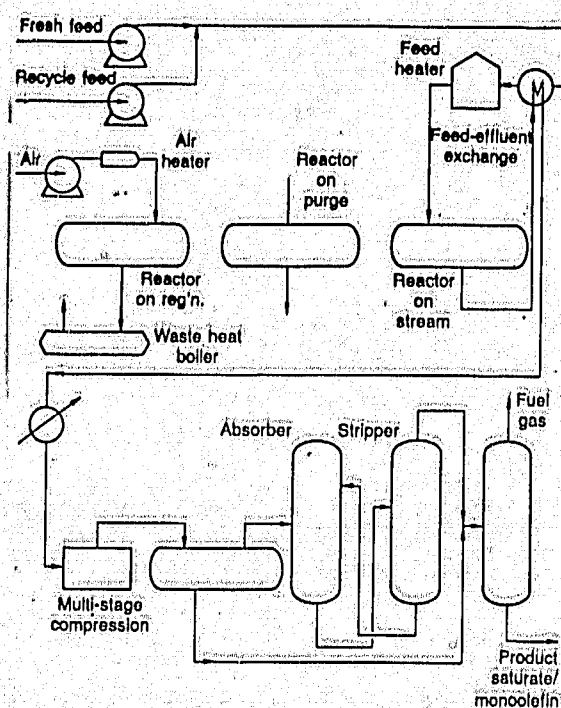 Fresh feed
Recycle feed
Air
Air
heater
Reactor
on
purge
Feed
heater
Feed-effluent
exchange
Reactor
on reg'n.
Waste heat
boiler
Reactor
on
stream
Absorber
Stripper
Fuel
gas
Multi-stage
compression
Product
saturate/
monoolefin